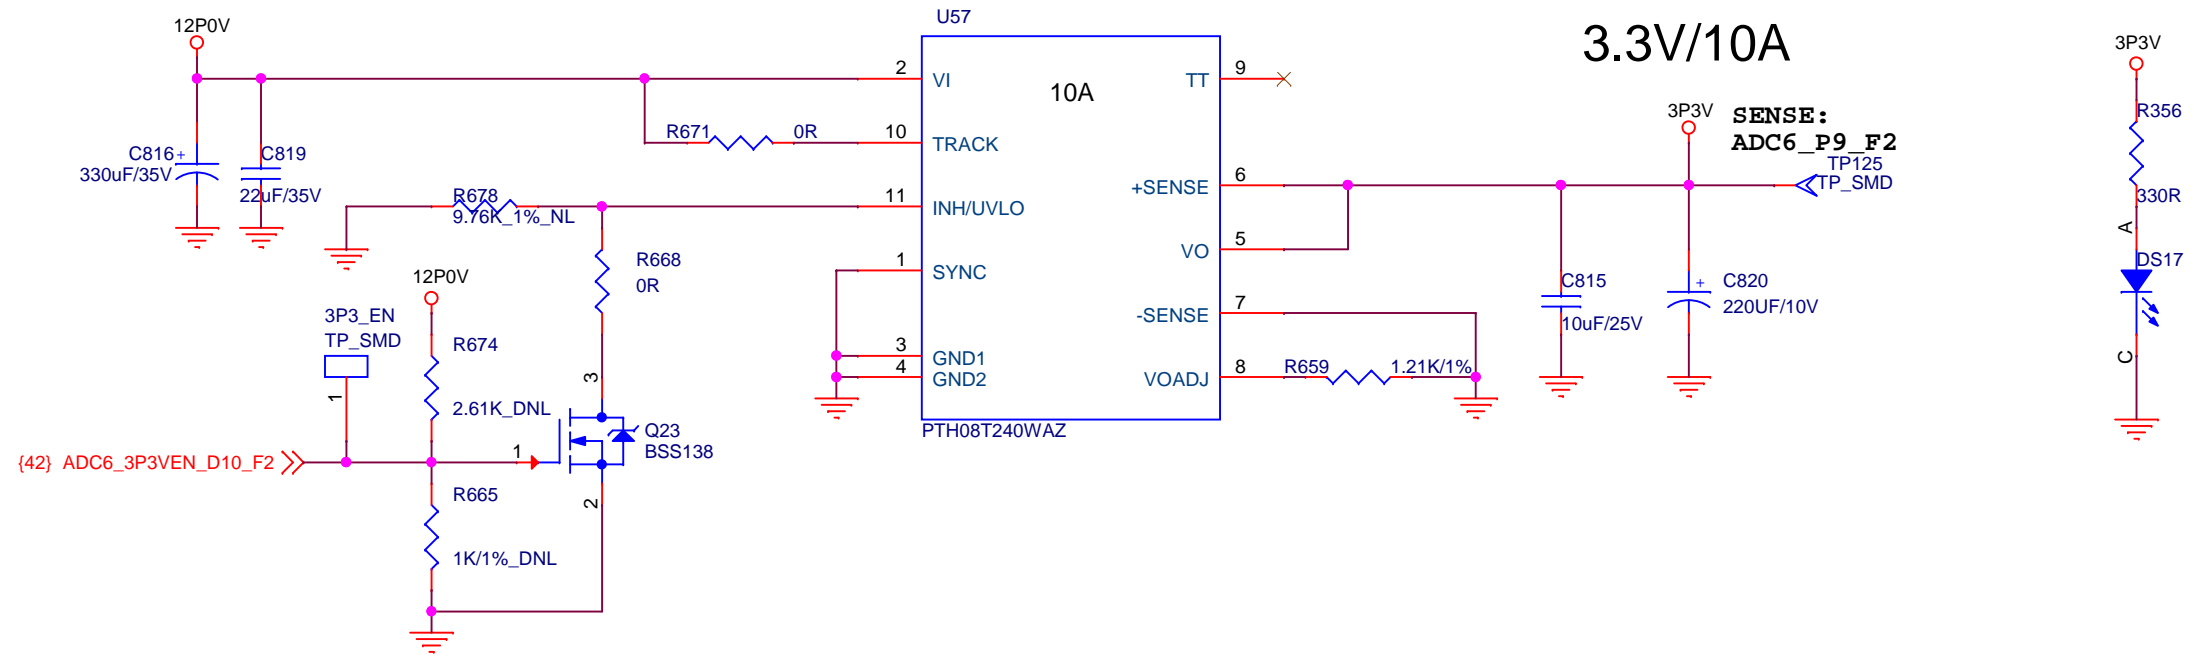 12P0V
U57
3.3V/10A
3P3V
2
VI
10A
TT
9
R671
0R
10
TRACK
3P3V
SENSE:
ADC6_P9_F2
R356
C816
+
330uF/35V
C819
22uF/35V
TP125
TP_SMD
+SENSE
6
R678
9.76K_1%_NL
11
INH/UVLO
330R
VO
5
A
R668
0R
1
SYNC
DS17
12P0V
C815
10uF/25V
+
C820
220UF/10V
-SENSE
7
3P3_EN
TP_SMD
R674
3
GND1
4
GND2
VOADJ
8
R659
1.21K/1%
C
1
2.61K_DNL
3
PTH08T240WAZ
Q23
BSS138
{42} ADC6_3P3VEN_D10_F2
1
R665
2
1K/1%_DNL